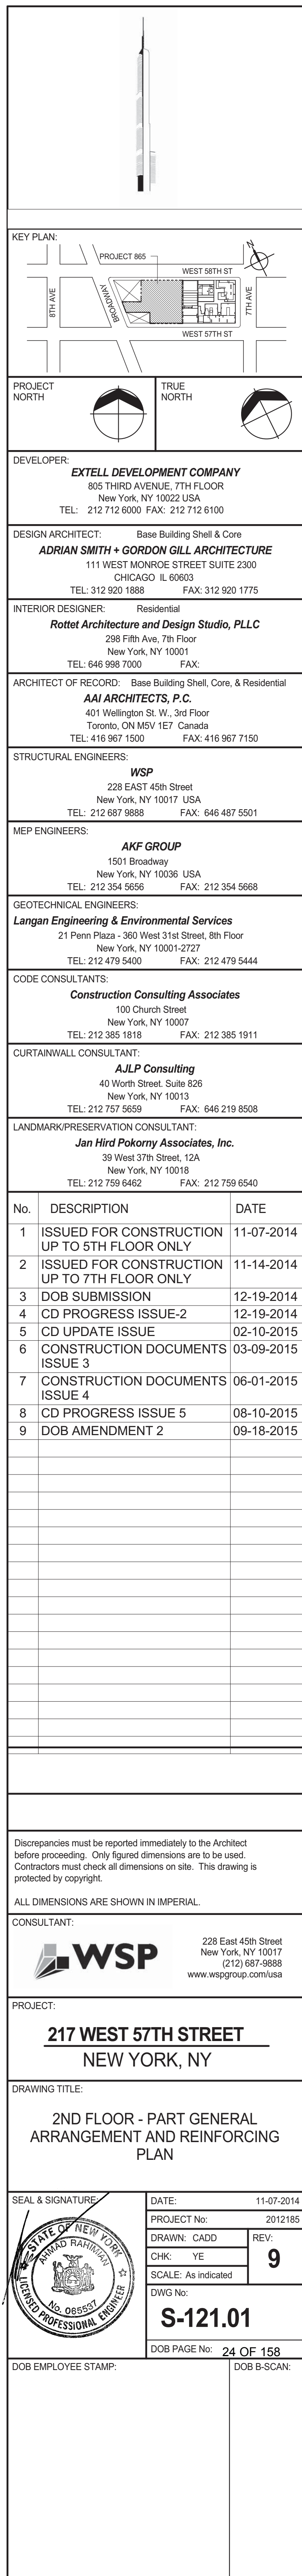 KEY PLAN:
N
PROJECT 865
WEST 58TH ST
8TH AVE
BROADWAY
7TH AVE
WEST 57TH ST
PROJECT
NORTH
TRUE
NORTH
DEVELOPER:
EXTELL DEVELOPMENT COMPANY
805 THIRD AVENUE, 7TH FLOOR
New York, NY 10022 USA
TEL: 212 712 6000 FAX: 212 712 6100
DESIGN ARCHITECT: Base Building Shell & Core
ADRIAN SMITH + GORDON GILL ARCHITECTURE
111 WEST MONROE STREET SUITE 2300
CHICAGO IL 60603
TEL: 312 920 1888 FAX: 312 920 1775
INTERIOR DESIGNER: Residential
Rottet Architecture and Design Studio, PLLC
298 Fifth Ave, 7th Floor
New York, NY 10001
TEL: 646 998 7000 FAX:
ARCHITECT OF RECORD: Base Building Shell, Core, & Residential
AAI ARCHITECTS, P.C.
401 Wellington St. W., 3rd Floor
Toronto, ON M5V 1E7 Canada
TEL: 416 967 1500 FAX: 416 967 7150
STRUCTURAL ENGINEERS:
WSP
228 EAST 45th Street
New York, NY 10017 USA
TEL: 212 687 9888 FAX: 646 487 5501
MEP ENGINEERS:
AKF GROUP
1501 Broadway
New York, NY 10036 USA
TEL: 212 354 5656 FAX: 212 354 5668
GEOTECHNICAL ENGINEERS:
Langan Engineering & Environmental Services
21 Penn Plaza - 360 West 31st Street, 8th Floor
New York, NY 10001-2727
TEL: 212 479 5400 FAX: 212 479 5444
CODE CONSULTANTS:
Construction Consulting Associates
100 Church Street
New York, NY 10007
TEL: 212 385 1818 FAX: 212 385 1911
CURTAINWALL CONSULTANT:
AJLP Consulting
40 Worth Street. Suite 826
New York, NY 10013
TEL: 212 757 5659 FAX: 646 219 8508
LANDMARK/PRESERVATION CONSULTANT:
Jan Hird Pokorny Associates, Inc.
39 West 37th Street, 12A
New York, NY 10018
TEL: 212 759 6462 FAX: 212 759 6540
No. DESCRIPTION DATE
1 ISSUED FOR CONSTRUCTION 11-07-2014
UP TO 5TH FLOOR ONLY
2 ISSUED FOR CONSTRUCTION 11-14-2014
UP TO 7TH FLOOR ONLY
3 DOB SUBMISSION 12-19-2014
4 CD PROGRESS ISSUE-2 12-19-2014
5 CD UPDATE ISSUE 02-10-2015
6 CONSTRUCTION DOCUMENTS 03-09-2015
ISSUE 3
7 CONSTRUCTION DOCUMENTS 06-01-2015
ISSUE 4
8 CD PROGRESS ISSUE 5 08-10-2015
9 DOB AMENDMENT 2 09-18-2015
Discrepancies must be reported immediately to the Architect
before proceeding. Only figured dimensions are to be used.
Contractors must check all dimensions on site. This drawing is
protected by copyright.
ALL DIMENSIONS ARE SHOWN IN IMPERIAL.
CONSULTANT:
WSP
228 East 45th Street
New York, NY 10017
(212) 687-9888
www.wspgroup.com/usa
PROJECT:
217 WEST 57TH STREET
NEW YORK, NY
DRAWING TITLE:
2ND FLOOR - PART GENERAL
ARRANGEMENT AND REINFORCING
PLAN
SEAL & SIGNATURE:
STATE OF NEW YORK
AHMAD RAHIMIAN
No. 065537
LICENSED PROFESSIONAL ENGINEER
DATE: 11-07-2014
PROJECT No: 2012185
DRAWN: CADD
REV:
CHK: YE
9
SCALE: As indicated
DWG No:
S-121.01
DOB PAGE No: 24 OF 158
DOB EMPLOYEE STAMP:
DOB B-SCAN: